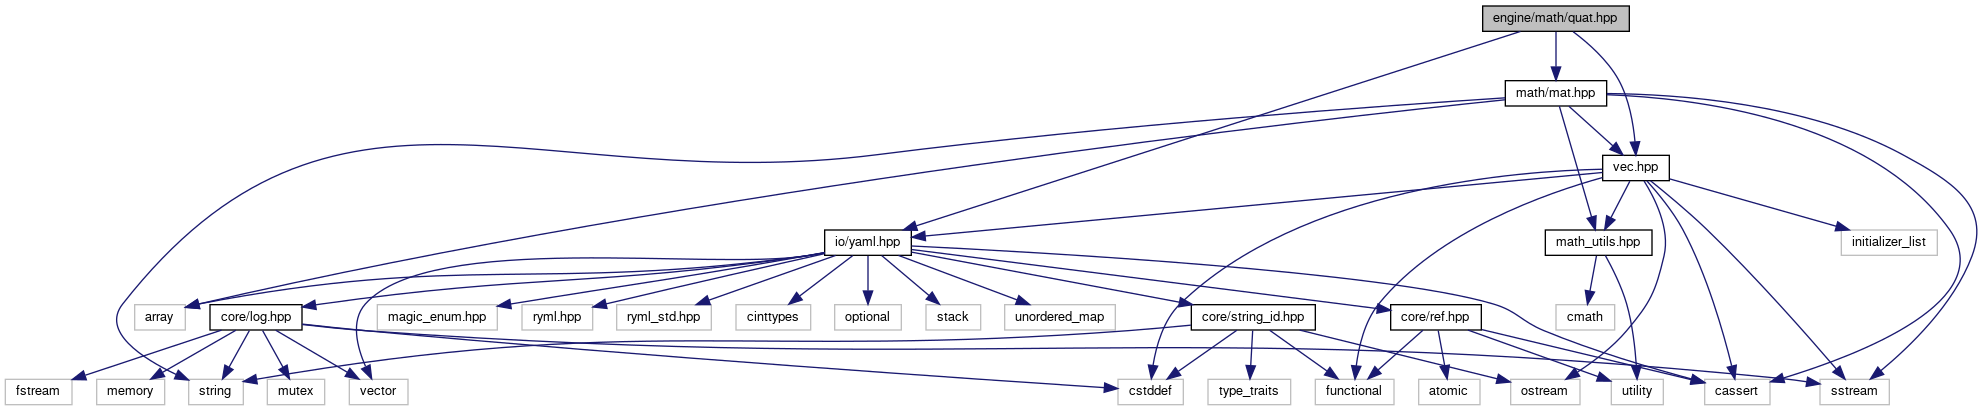 engine/math/quat.hpp
math/mat.hpp
vec.hpp
io/yaml.hpp
math_utils.hpp
initializer_list
array
core/log.hpp
magic_enum.hpp
ryml.hpp
ryml_std.hpp
cinttypes
optional
stack
unordered_map
core/string_id.hpp
core/ref.hpp
cmath
fstream
memory
string
mutex
vector
cstddef
type_traits
functional
atomic
ostream
utility
cassert
sstream